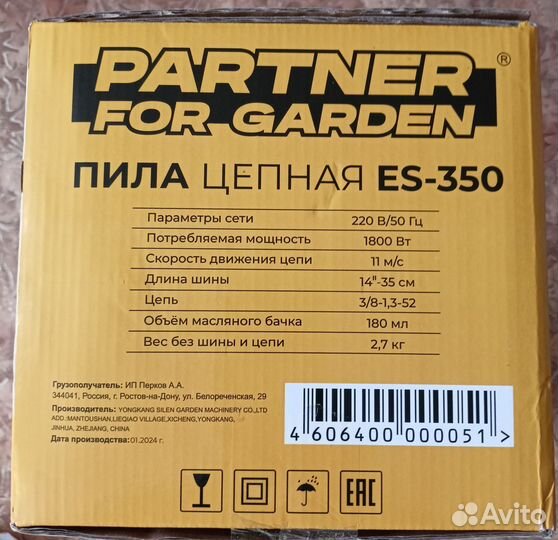 PARTNER ®
FOR GARDEN
ПИЛА ЦЕПНАЯ ES-350
Параметры сети 220 В/50 Гц
Потребляемая мощность 1800 Вт
Скорость движения цепи 11 м/с
Длина шины 14"-35 см
Цепь 3/8-1,3-52
Объём масляного бачка 180 мл
Вес без шины и цепи 2,7 кг
Грузополучатель: ИП Перков А.А.
344041, Россия, г. Ростов-на-Дону, ул. Белореченская, 29
Производитель: YONGKANG SILEN GARDEN MACHINERY CO.,LTD
ADD.:MANTOUSHAN,LIEQIAO VILLAGE,XICHENG,YONGKANG,
JINHUA, ZHEJIANG, CHINA
Дата производства:01.2024 г.
4 606400 000051 >
EAC
Avito